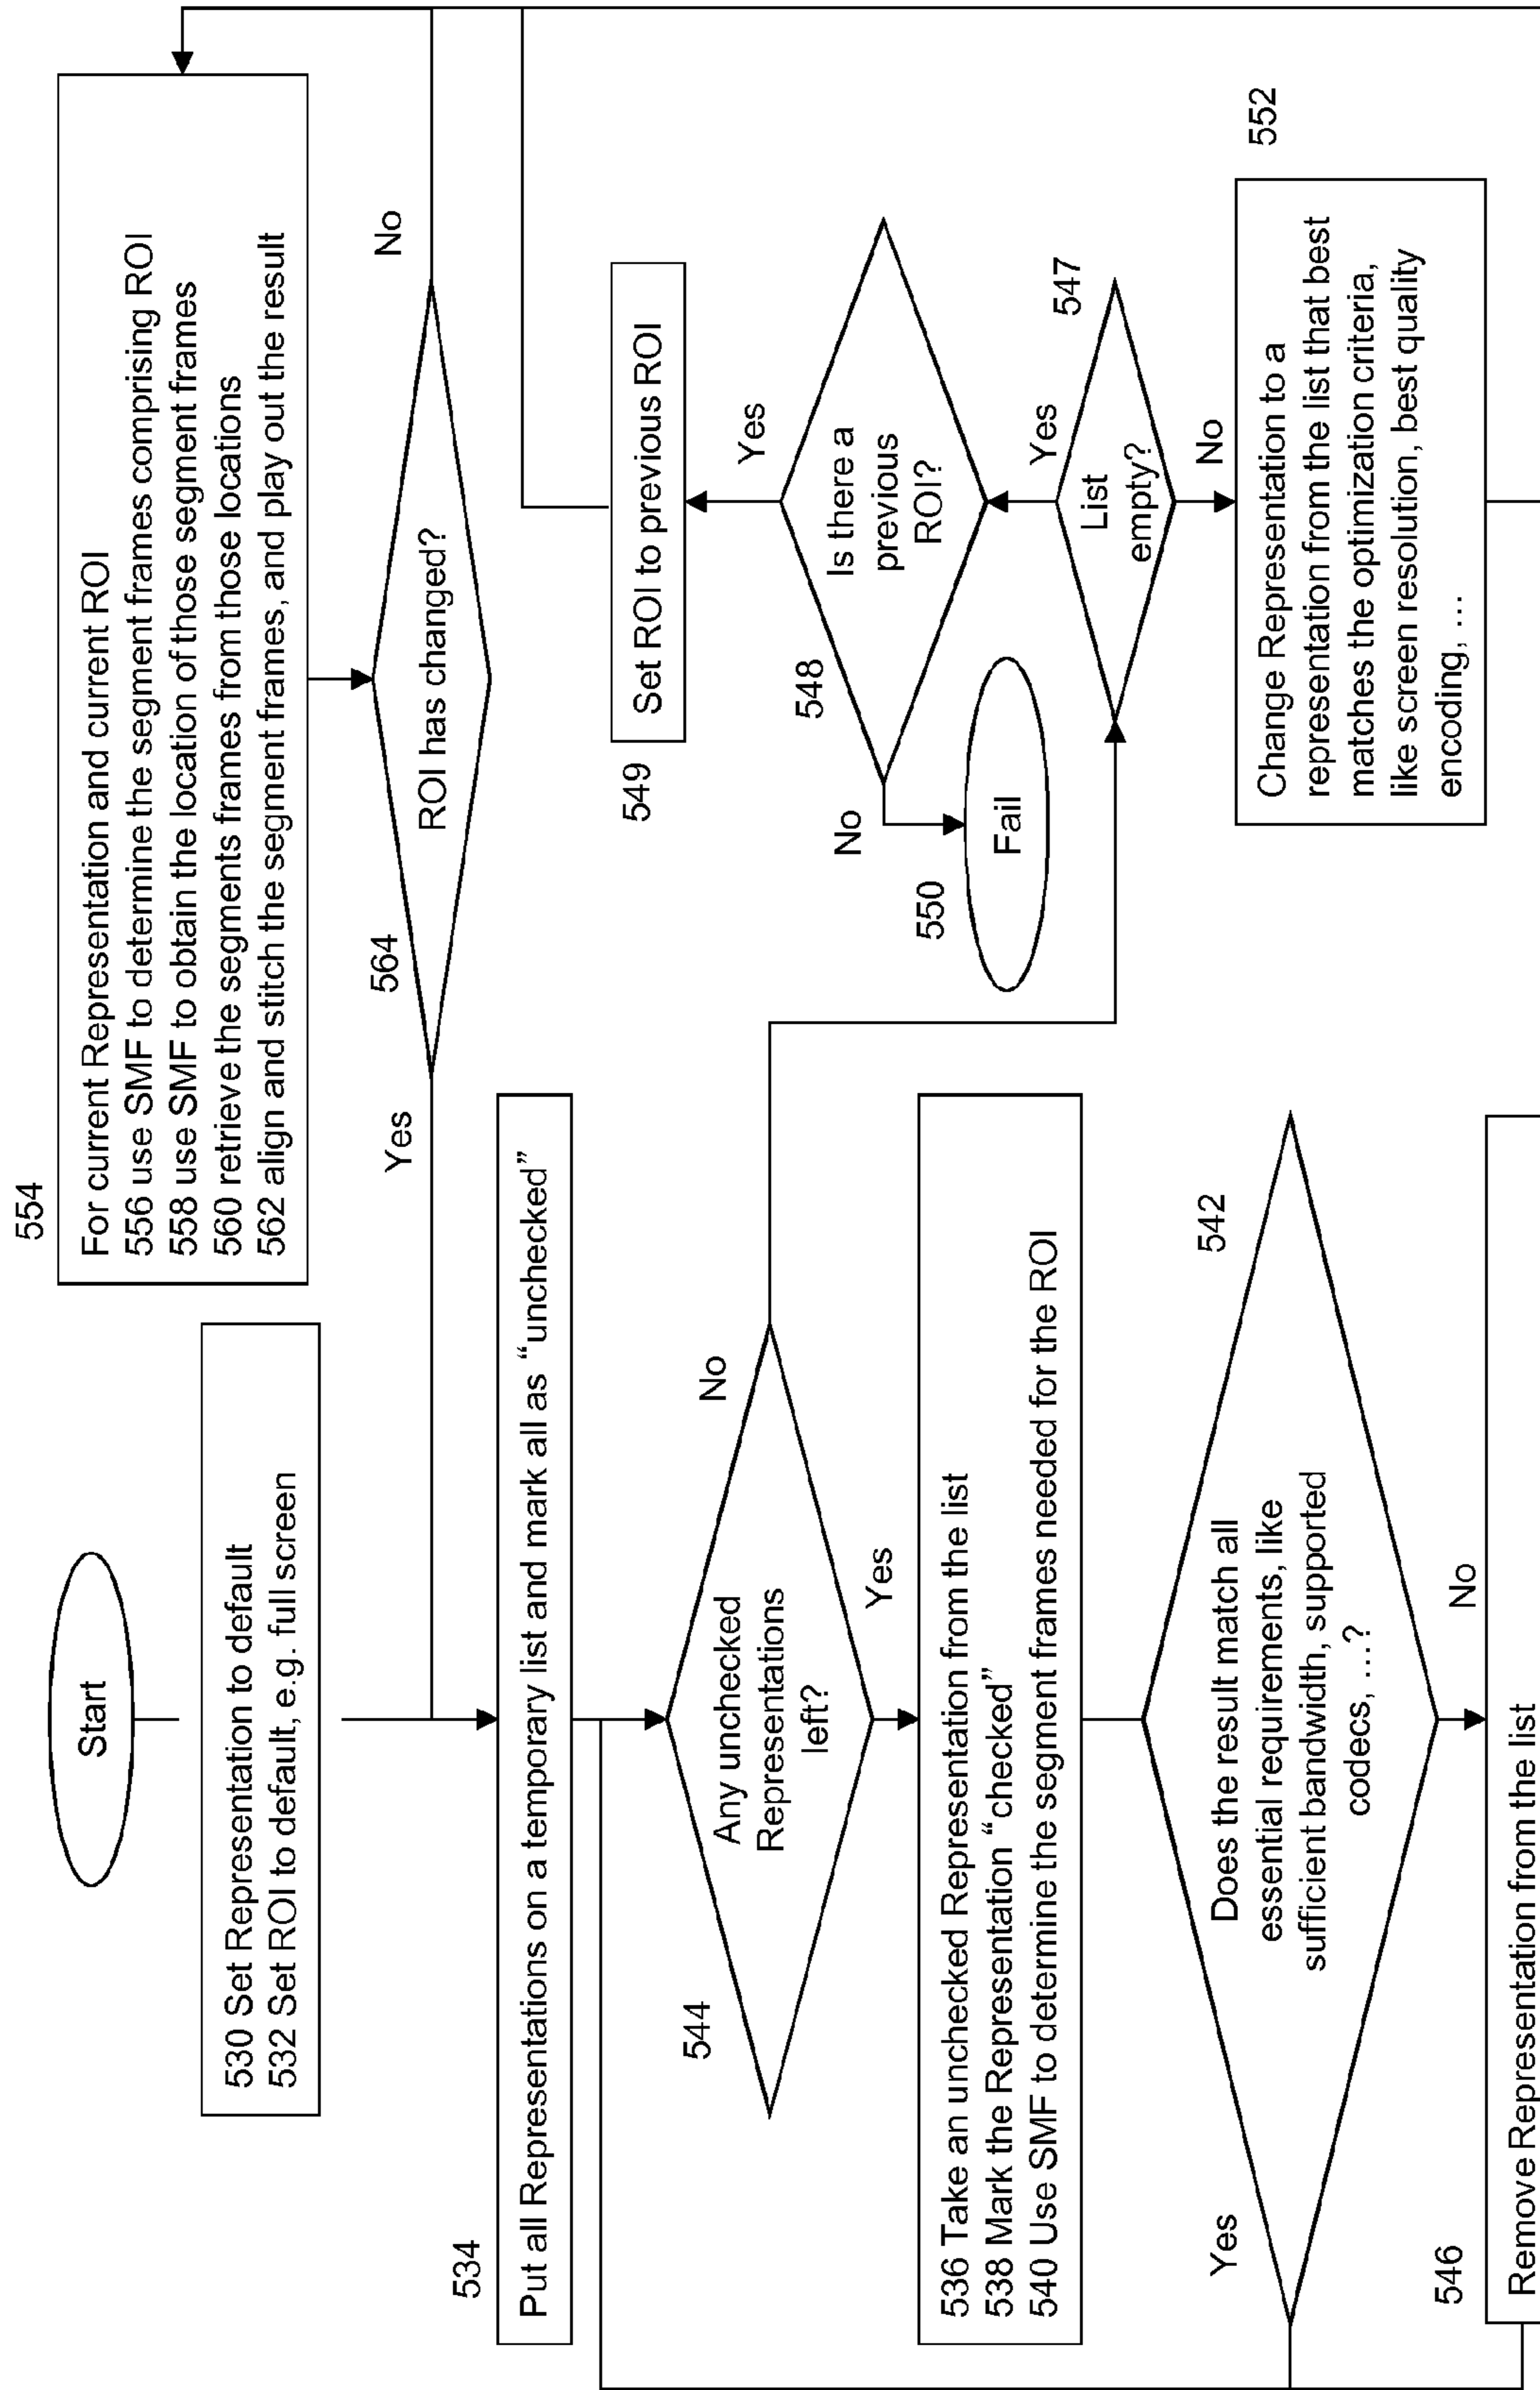 Start
530 Set Representation to default
532 Set ROI to default, e.g. full screen
534
Put all Representations on a temporary list and mark all as “unchecked”
544
Any unchecked
Representations
left?
No
Yes
536 Take an unchecked Representation from the list
538 Mark the Representation “checked”
540 Use SMF to determine the segment frames needed for the ROI
542
Does the result match all
essential requirements, like
sufficient bandwidth, supported
codecs, …?
Yes
No
546
Remove Representation from the list
554
For current Representation and current ROI
556 use SMF to determine the segment frames comprising ROI
558 use SMF to obtain the location of those segment frames
560 retrieve the segments frames from those locations
562 align and stitch the segment frames, and play out the result
564
ROI has changed?
Yes
No
549
Set ROI to previous ROI
Yes
548
Is there a
previous
ROI?
No
550
Fail
547
Yes
List
empty?
No
552
Change Representation to a
representation from the list that best
matches the optimization criteria,
like screen resolution, best quality
encoding, …